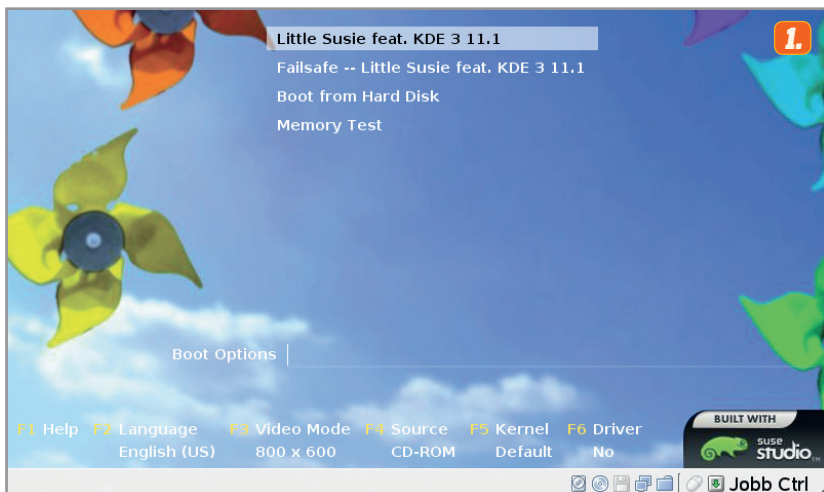 Little Susie feat. KDE 3 11.1
1.
Failsafe -- Little Susie feat. KDE 3 11.1
Boot from Hard Disk
Memory Test
Boot Options
F1 Help F2 Language F3 Video Mode F4 Source F5 Kernel F6 Driver
English (US) 800 x 600 CD-ROM Default No
BUILT WITH
suse
studio™
Jobb Ctrl